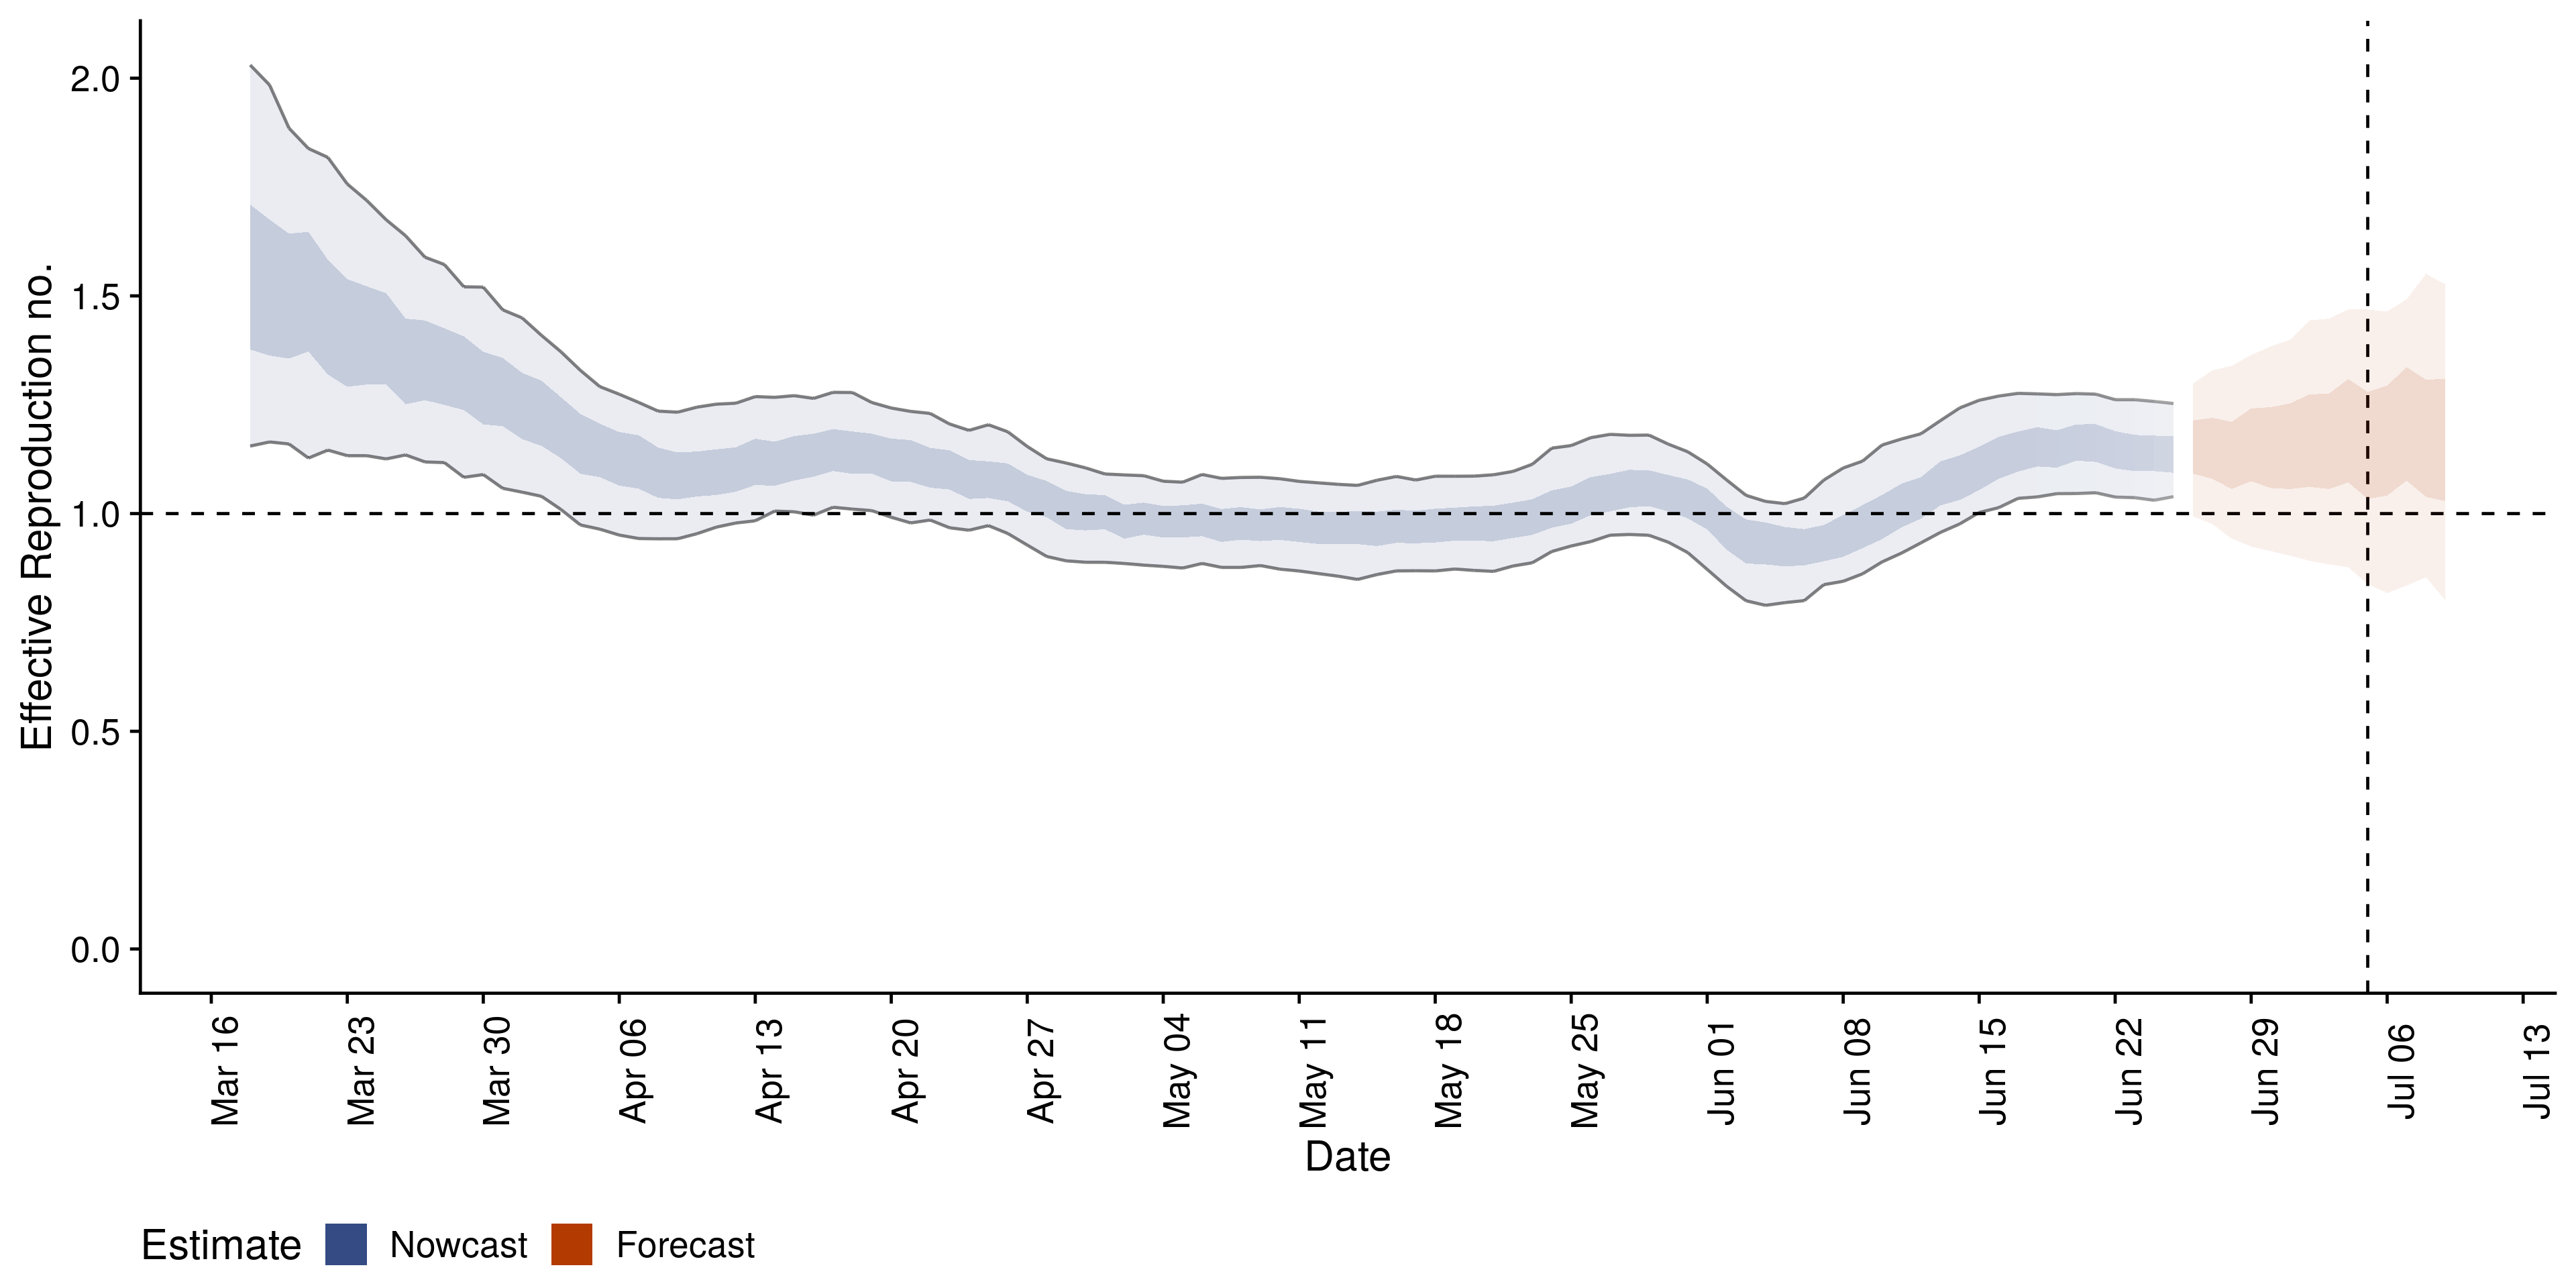 Effective Reproduction no.
2.0
1.5
1.0
0.5
0.0
Mar 16
Mar 23
Mar 30
Apr 06
Apr 13
Apr 20
Apr 27
May 04
May 11
May 18
May 25
Jun 01
Jun 08
Jun 15
Jun 22
Jun 29
Jul 06
Jul 13
Date
Estimate Nowcast Forecast